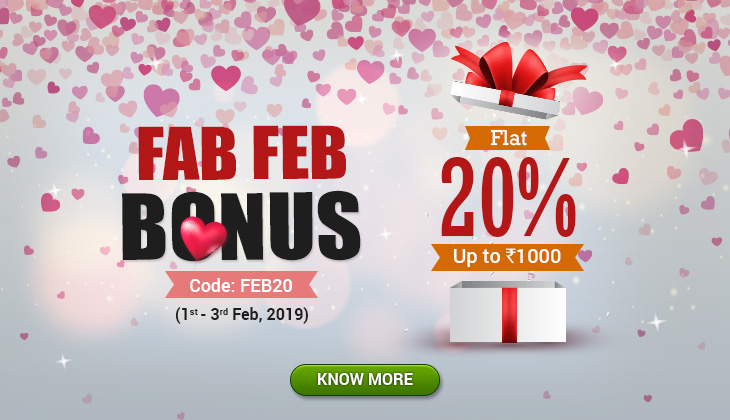 FAB FEB
BONUS
Code: FEB20
(1st - 3rd Feb, 2019)
Flat
20%
Up to ₹1000
KNOW MORE